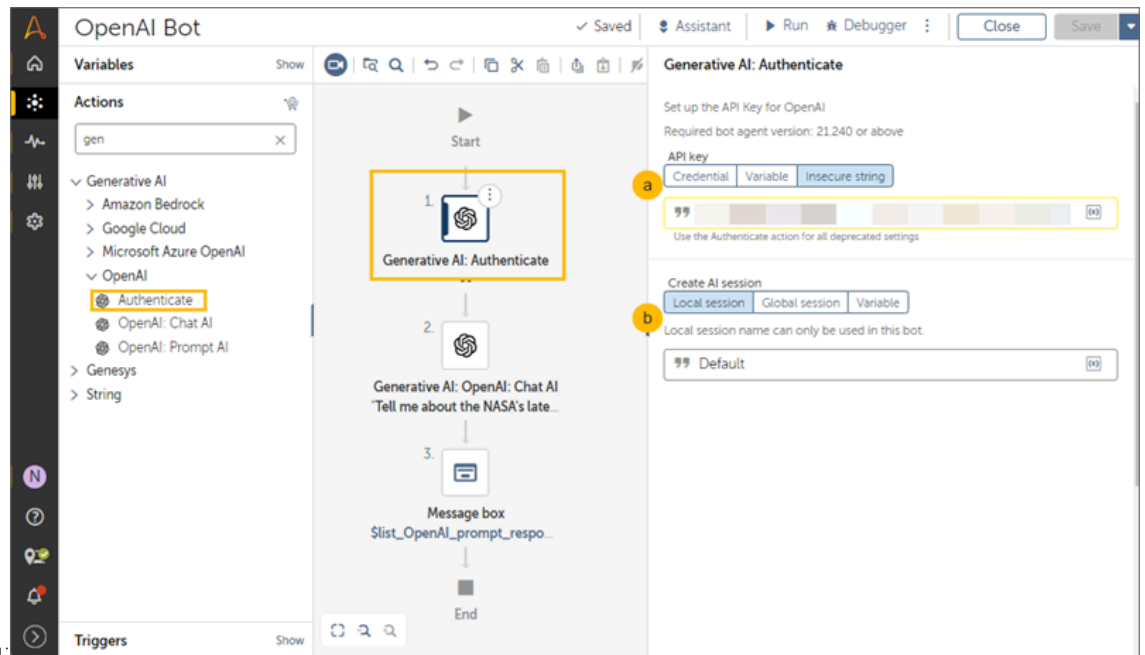 OpenAI Bot
Saved
Assistant
Run
Debugger
Close
Save
Variables
Show
Actions
gen
Generative AI
Amazon Bedrock
Google Cloud
Microsoft Azure OpenAI
OpenAI
Authenticate
OpenAI: Chat AI
OpenAI: Prompt AI
Genesys
String
N
Triggers
Show
Start
1.
Generative AI: Authenticate
2.
Generative AI: OpenAI: Chat AI
"Tell me about the NASA's late...
3.
Message box
$list_OpenAI_prompt_respo...
End
Generative AI: Authenticate
Set up the API Key for OpenAI
Required bot agent version: 21.240 or above
API key
a
Credential Variable Insecure string
Use the Authenticate action for all deprecated settings
Create AI session
b
Local session Global session Variable
Local session name can only be used in this bot.
Default